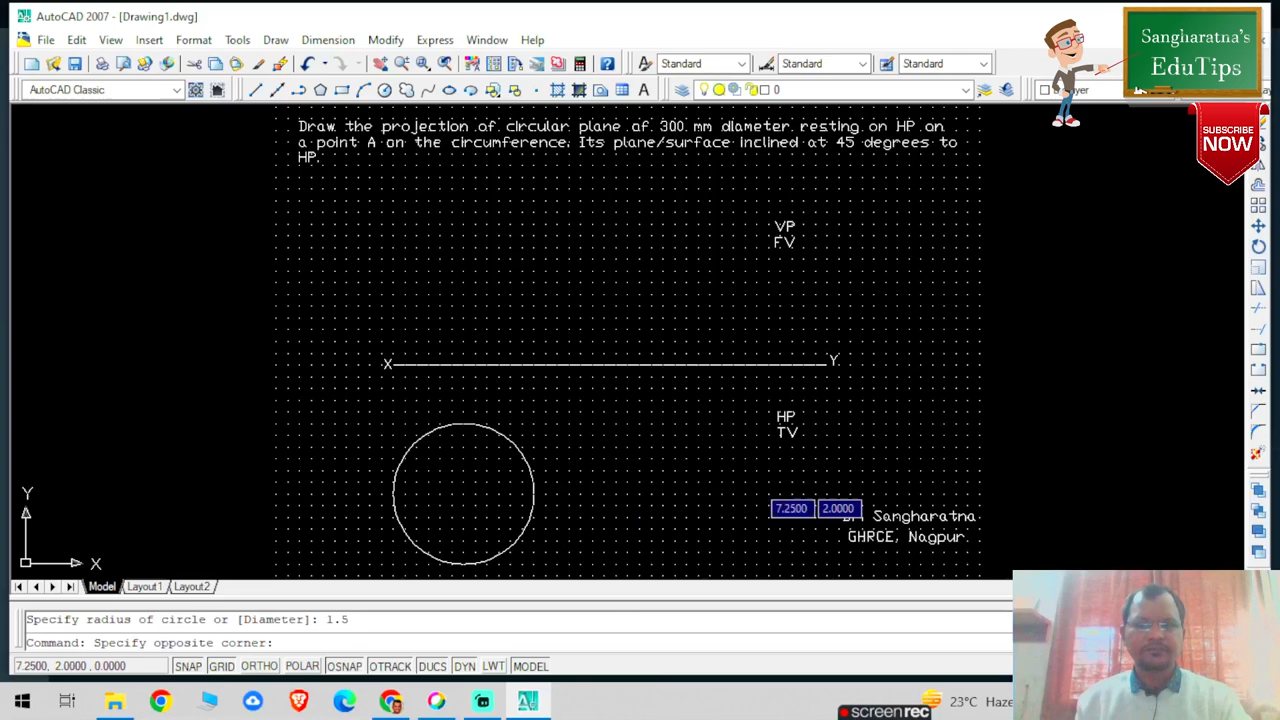 AutoCAD 2007 - [Drawing1.dwg]
Sangharatna's
EduTips
File Edit View Insert Format Tools Draw Dimension Modify Express Window Help
Standard Standard Standard
AutoCAD Classic
0
SUBSCRIBE
NOW
Draw the projection of circular plane of 300 mm diameter resting on HP on
a point A on the circumference. Its plane/surface inclined at 45 degrees to
HP.
VP
FV
X Y
HP
TV
7.2500 2.0000
Sangharatna
GHRCE, Nagpur.
Y
X
Model Layout1 Layout2
Specify radius of circle or [Diameter]: 1.5
Command: Specify opposite corner:
7.2500, 2.0000, 0.0000
SNAP GRID ORTHO POLAR OSNAP OTRACK DUCS DYN LWT MODEL
23°C Haze
screenrec